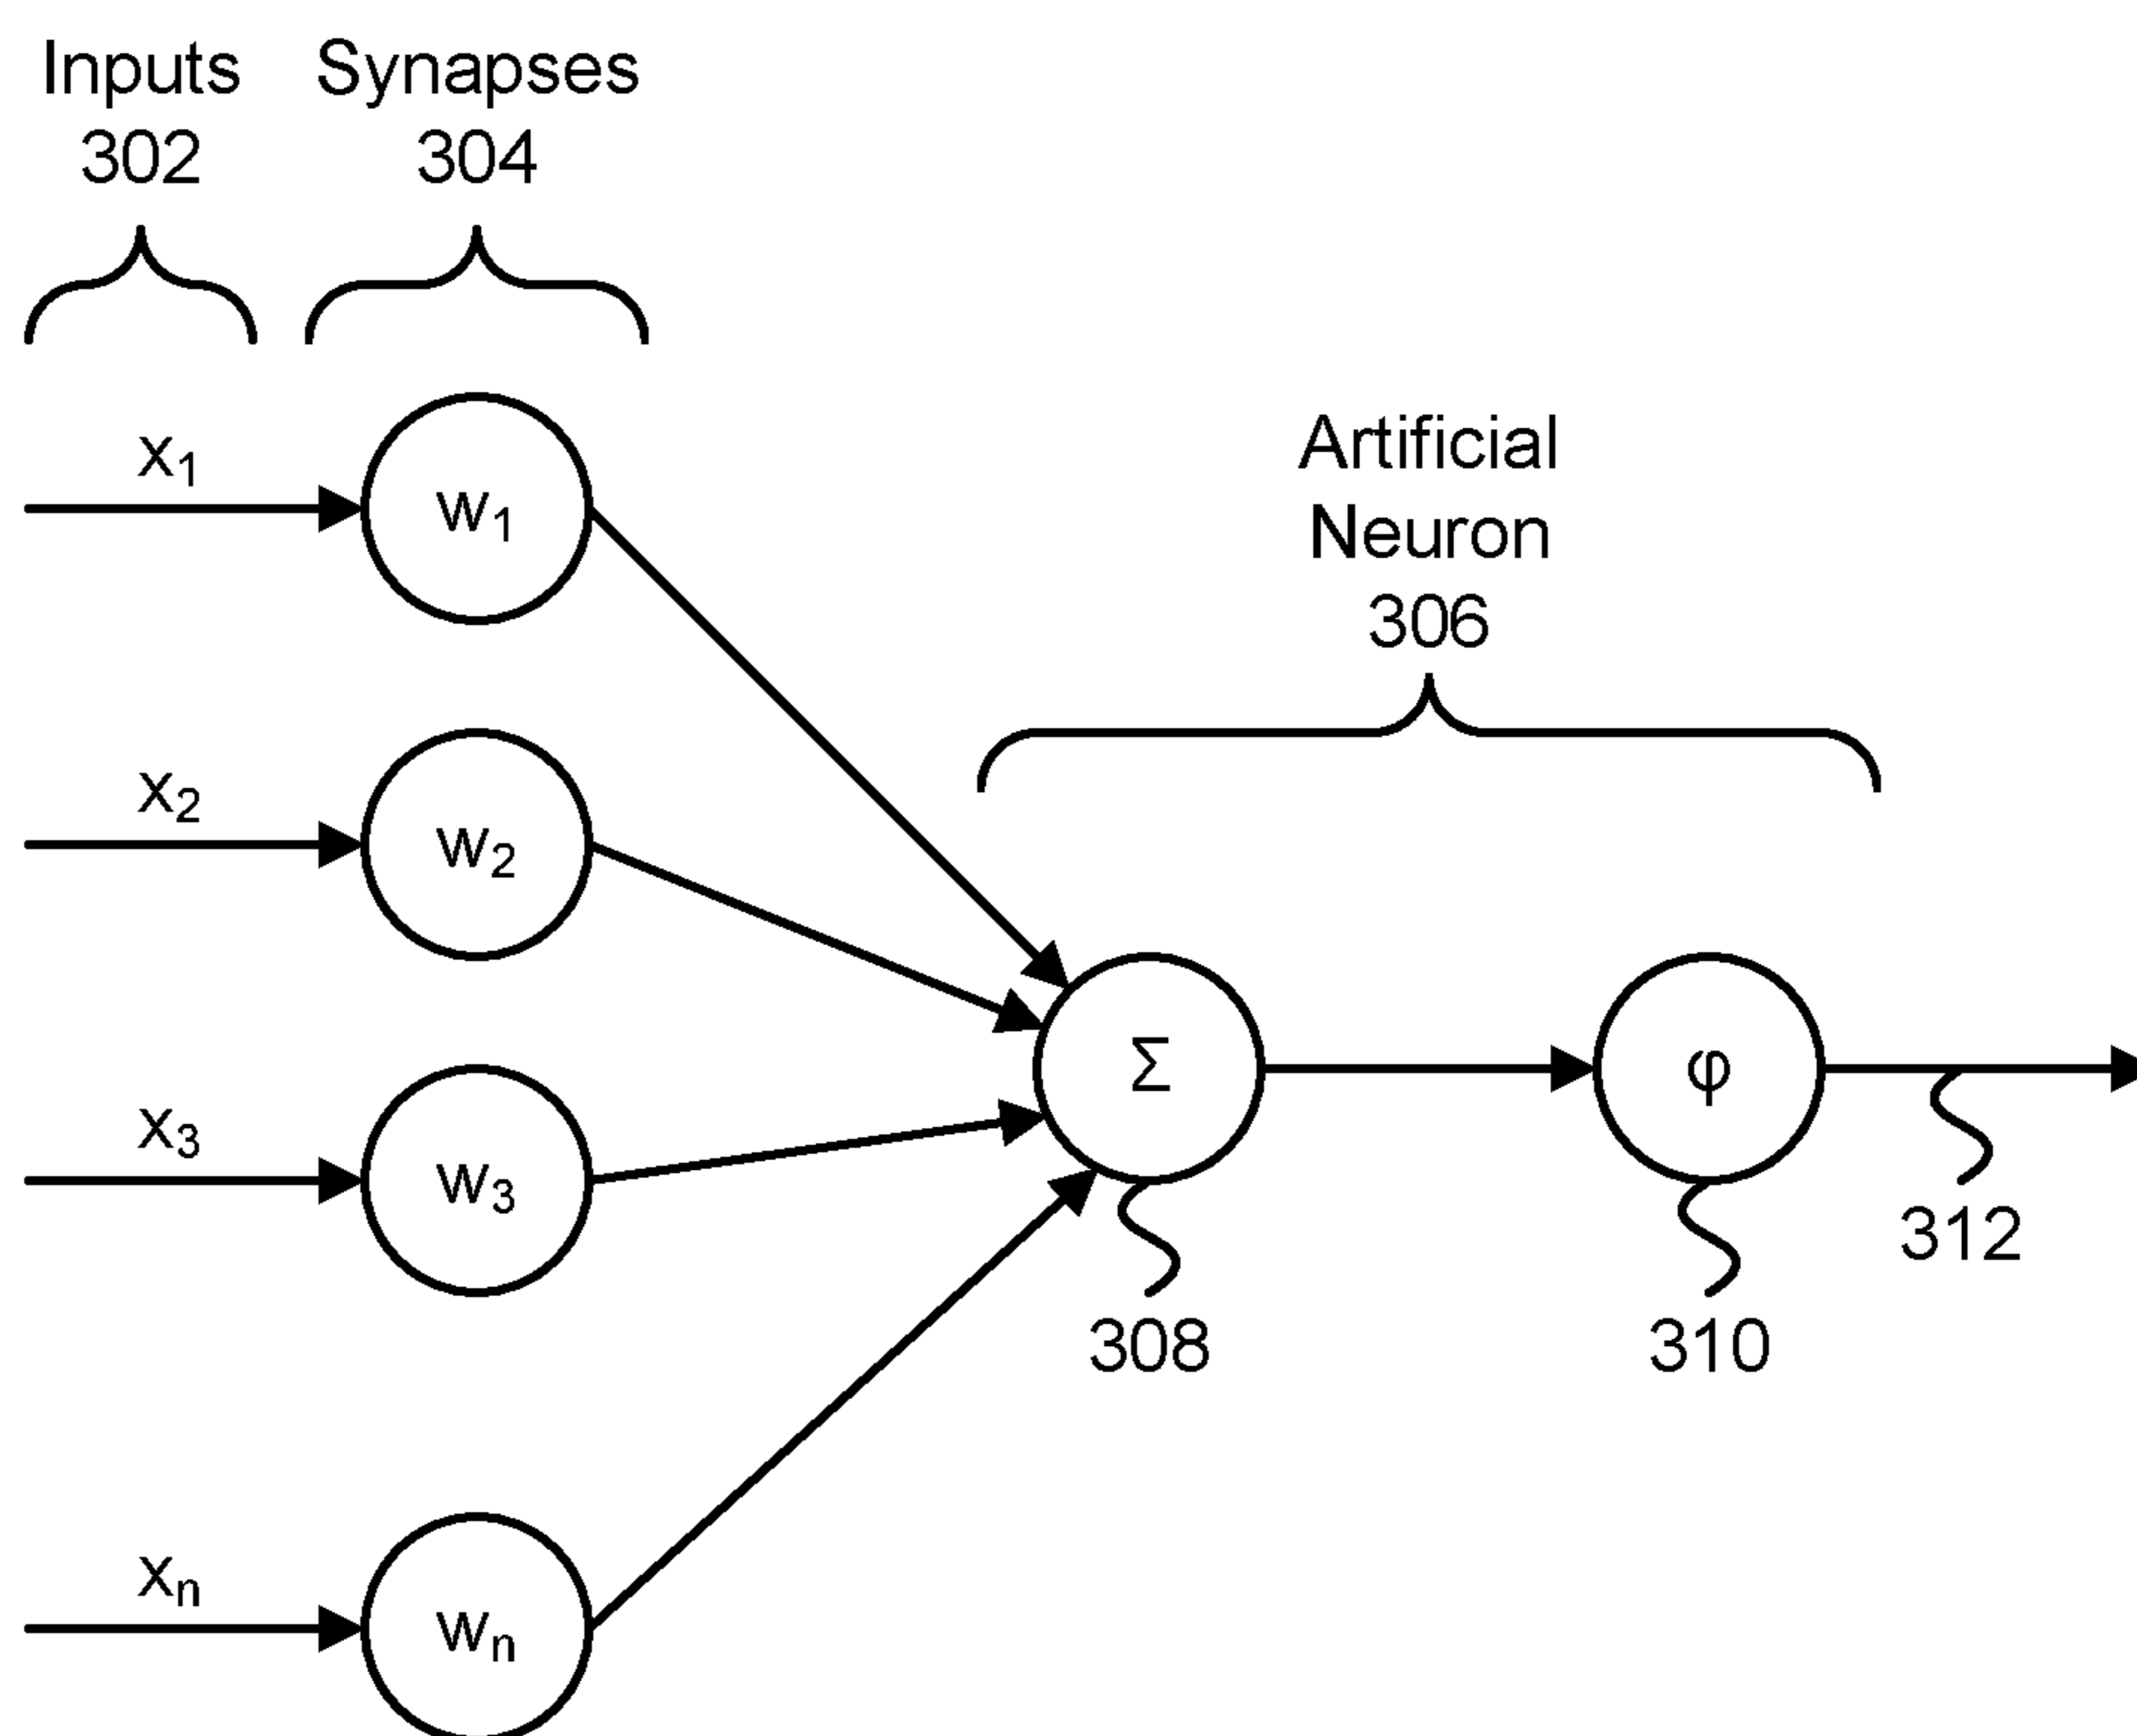 Inputs
302
Synapses
304
x₁
w₁
Artificial
Neuron
306
x₂
w₂
x₃
w₃
Σ
φ
308
310
312
xₙ
wₙ